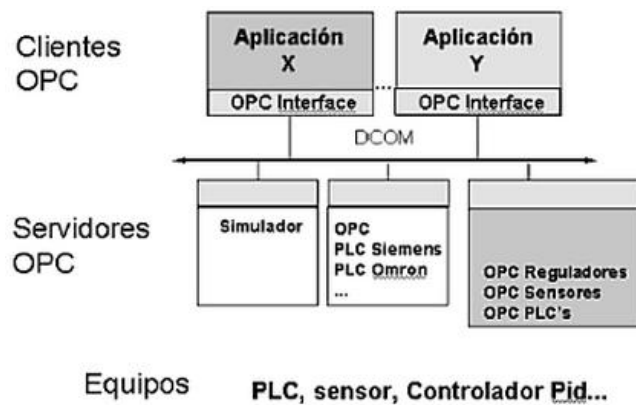 Clientes
OPC
Aplicación
X
OPC Interface
....
Aplicación
Y
OPC Interface
DCOM
Servidores
OPC
Simulador
OPC
PLC Siemens
PLC Omron
...
OPC Reguladores
OPC Sensores
OPC PLC's
Equipos
PLC, sensor, Controlador Pid...